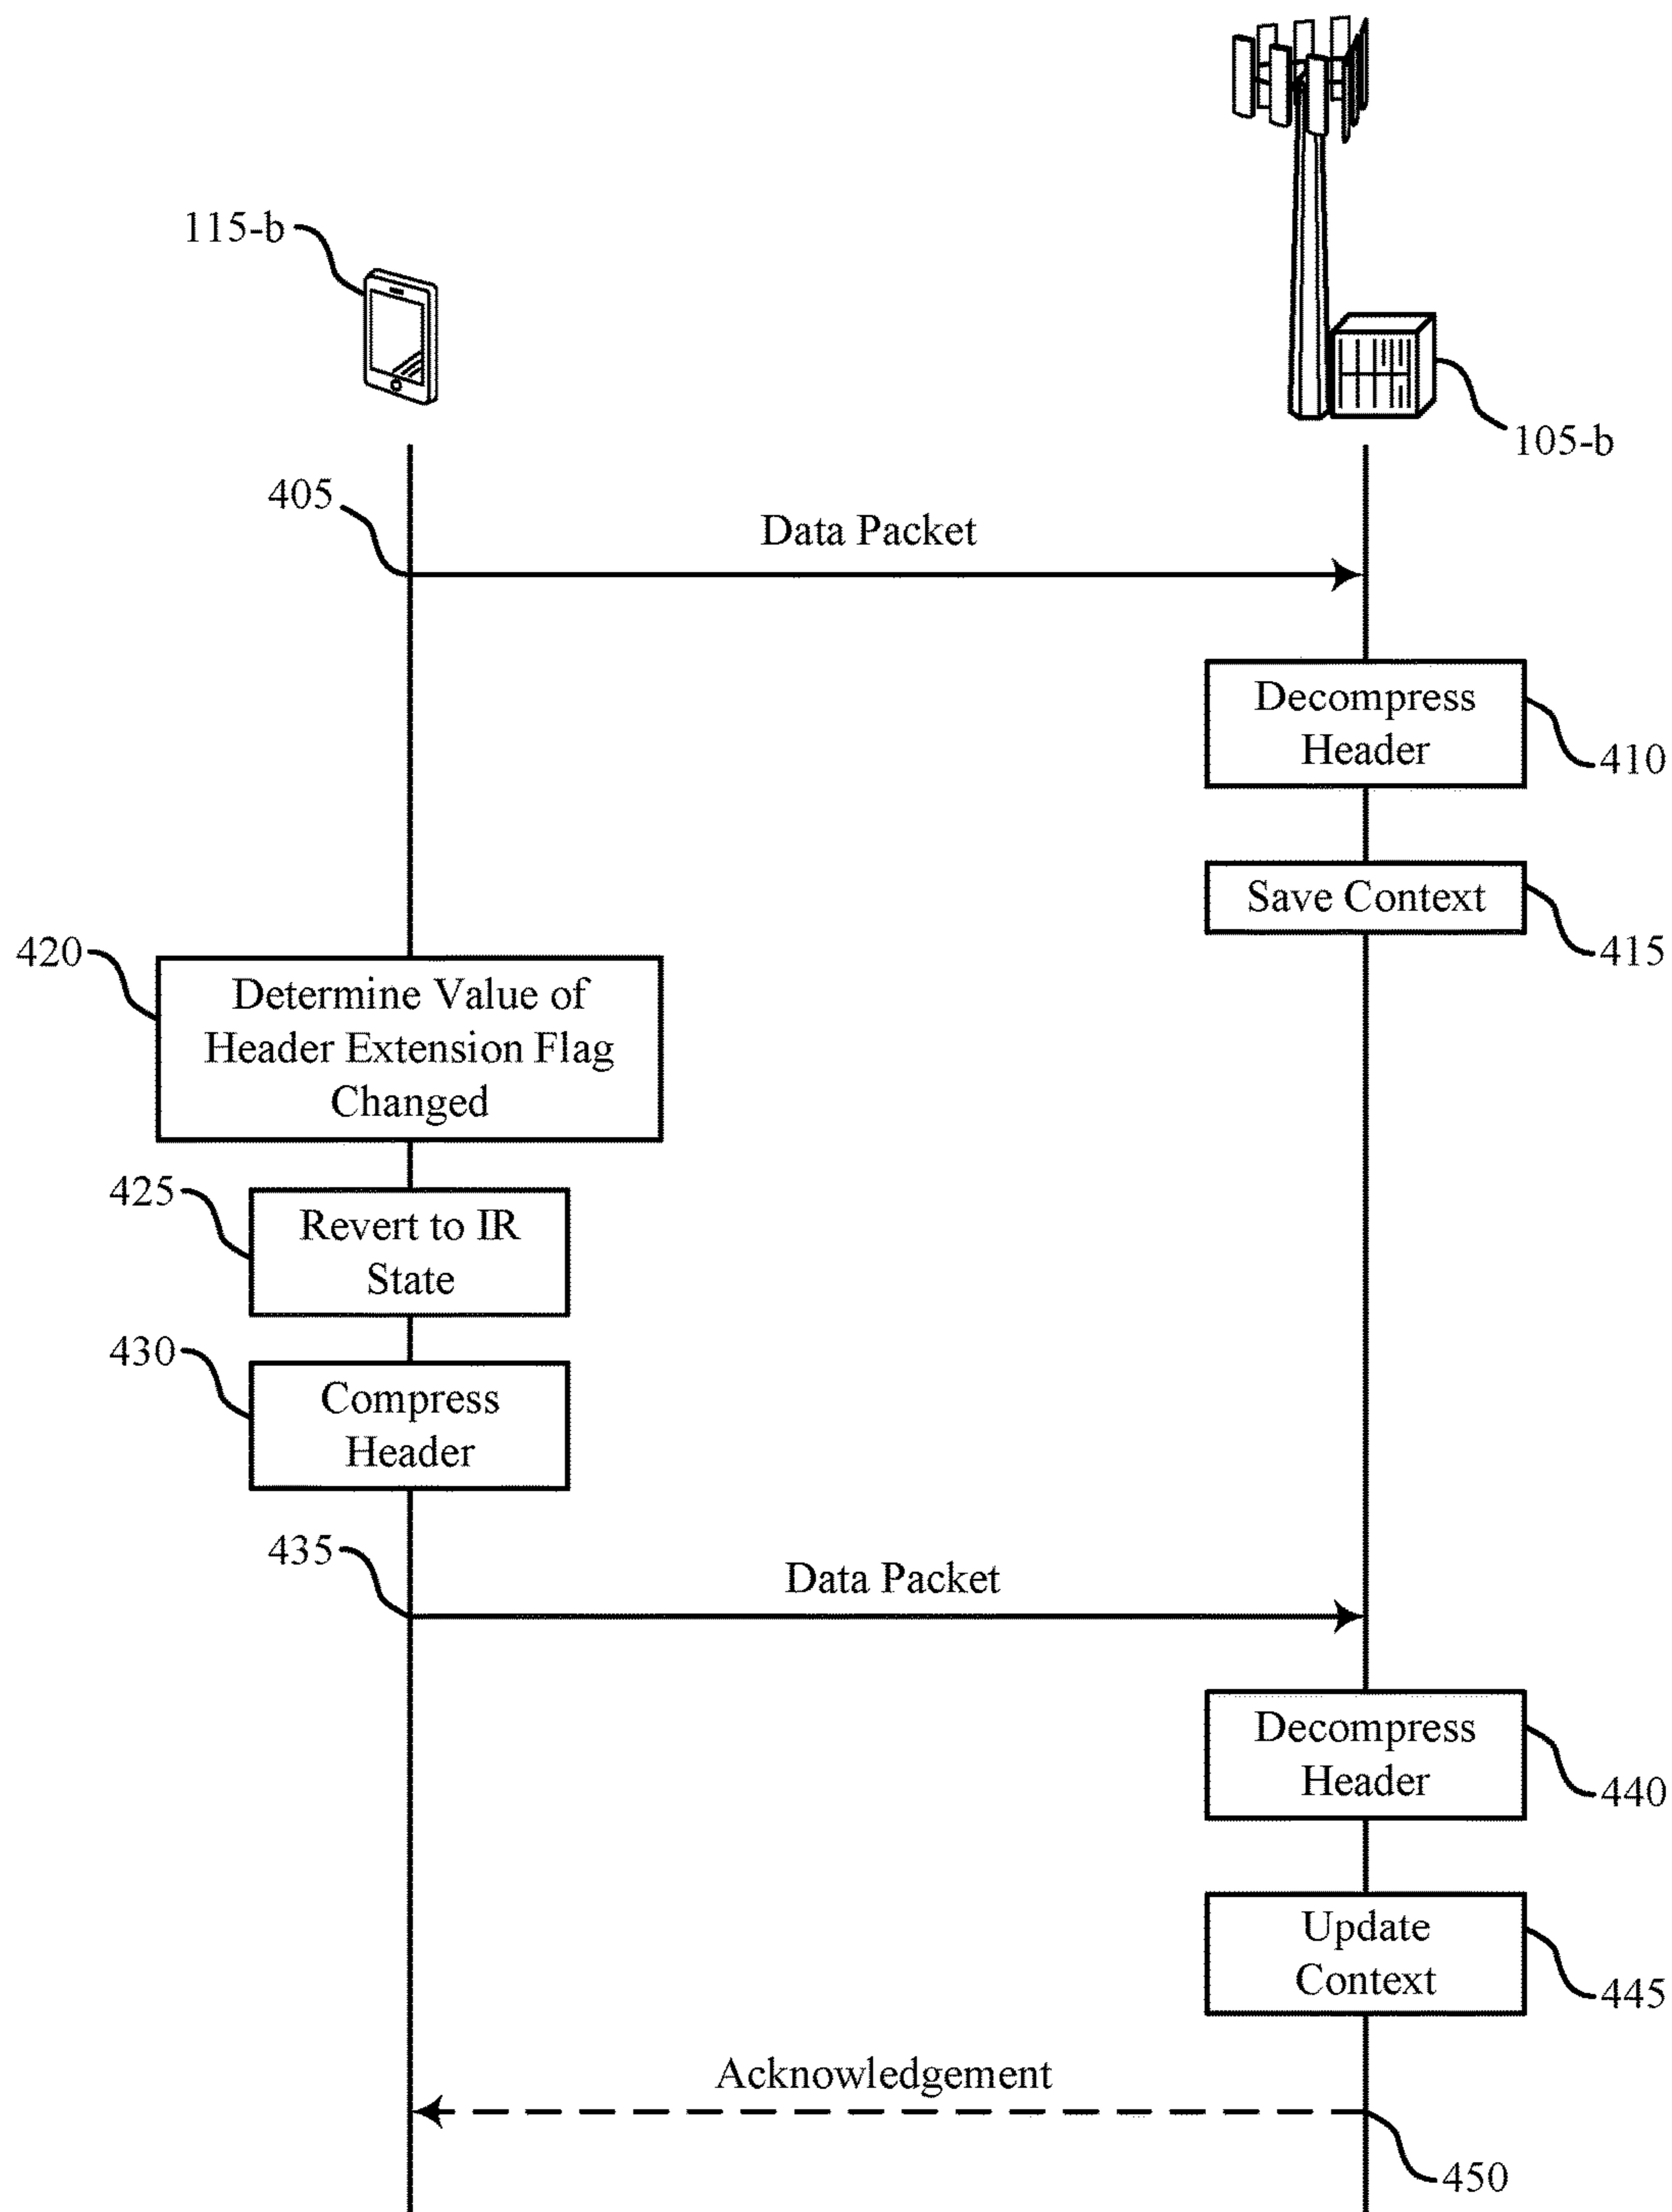 115-b
105-b
405
Data Packet
Decompress
Header
410
Save Context
415
420
Determine Value of
Header Extension Flag
Changed
425
Revert to IR
State
430
Compress
Header
435
Data Packet
Decompress
Header
440
Update
Context
445
Acknowledgement
450